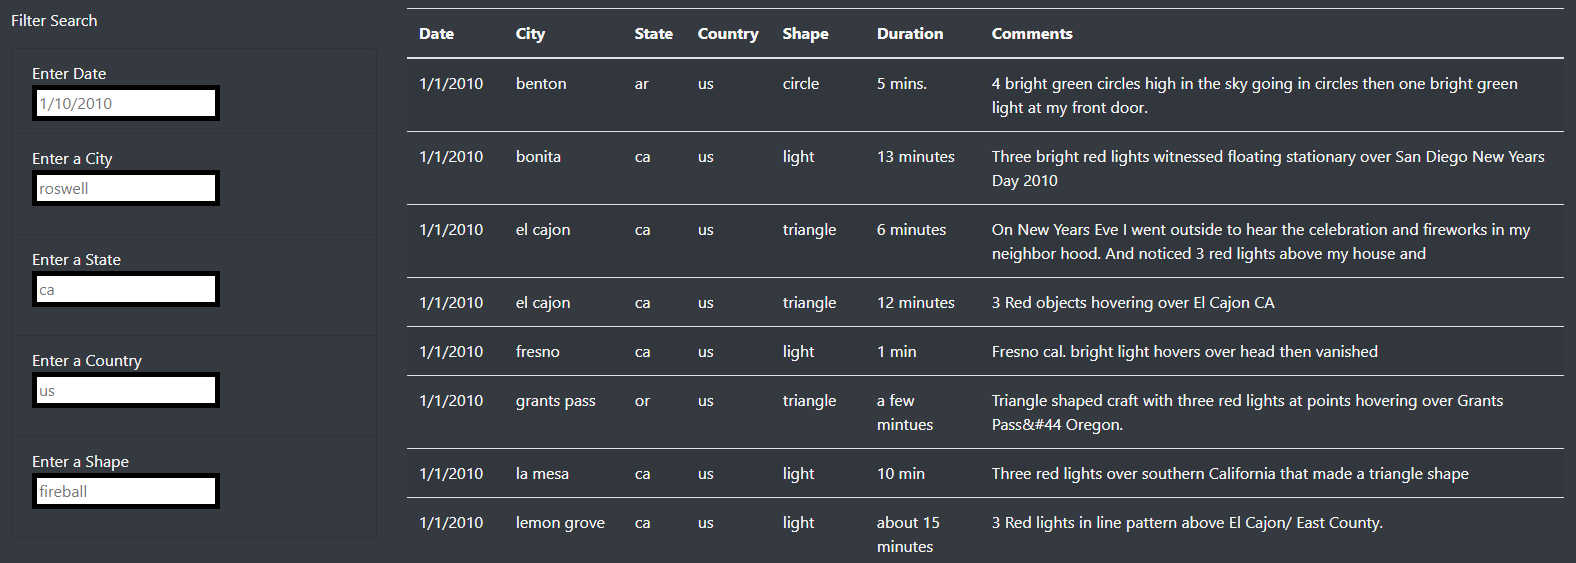 Filter Search
Enter Date
1/10/2010
Enter a City
roswell
Enter a State
ca
Enter a Country
us
Enter a Shape
fireball
Date City State Country Shape Duration Comments
1/1/2010 benton ar us circle 5 mins. 4 bright green circles high in the sky going in circles then one bright green
light at my front door.
1/1/2010 bonita ca us light 13 minutes Three bright red lights witnessed floating stationary over San Diego New Years
Day 2010
1/1/2010 el cajon ca us triangle 6 minutes On New Years Eve I went outside to hear the celebration and fireworks in my
neighbor hood. And noticed 3 red lights above my house and
1/1/2010 el cajon ca us triangle 12 minutes 3 Red objects hovering over El Cajon CA
1/1/2010 fresno ca us light 1 min Fresno cal. bright light hovers over head then vanished
1/1/2010 grants pass or us triangle a few Triangle shaped craft with three red lights at points hovering over Grants
mintues Pass&#44 Oregon.
1/1/2010 la mesa ca us light 10 min Three red lights over southern California that made a triangle shape
1/1/2010 lemon grove ca us light about 15 3 Red lights in line pattern above El Cajon/ East County.
minutes